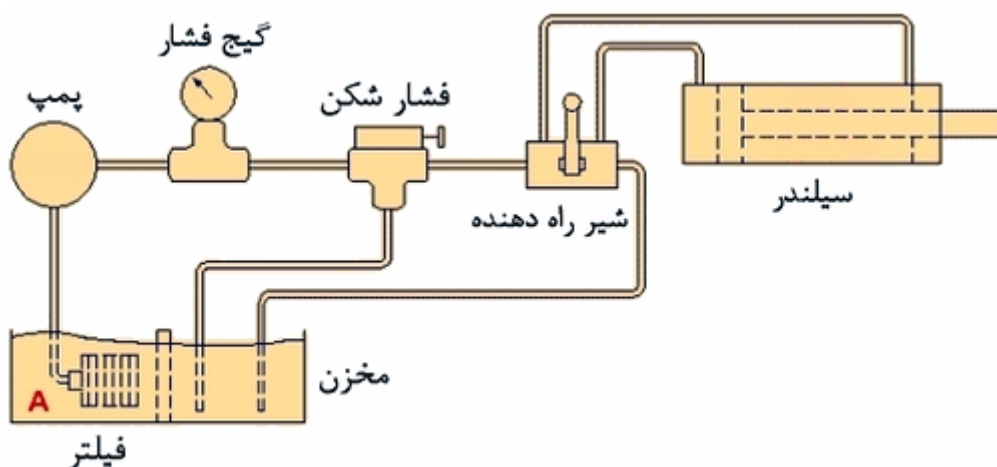 گیج فشار
فشار شکن
پمپ
سیلندر
شیر راه دهنده
مخزن
A
فیلتر